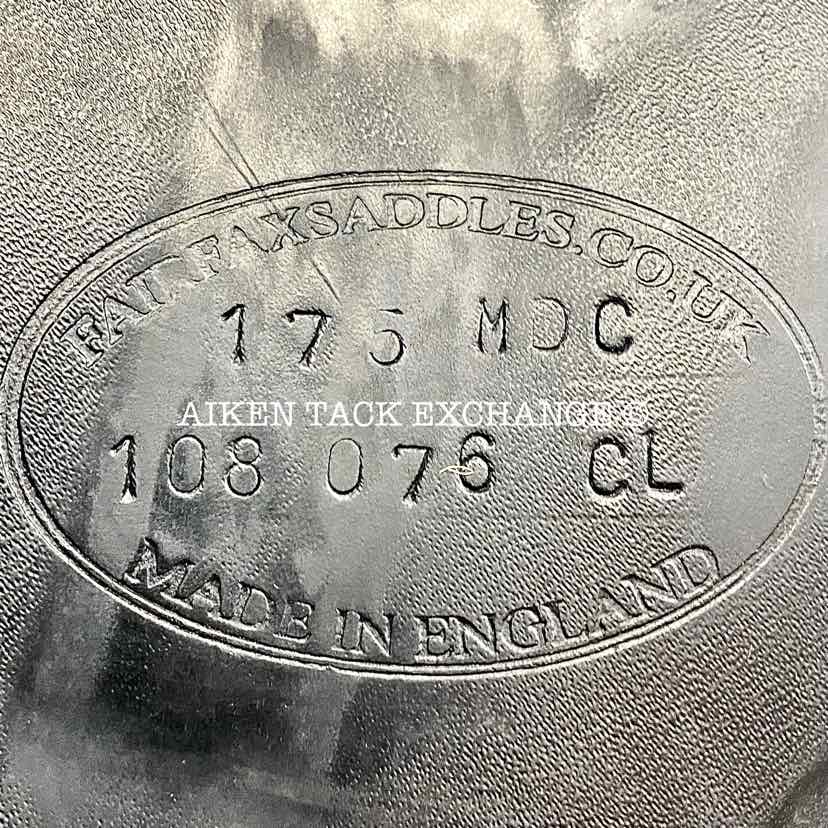 FAIRFAXSADDLES.CO.UK
175 MDC
AIKEN TACK EXCHANGE ©
108 076 CL
MADE IN ENGLAND